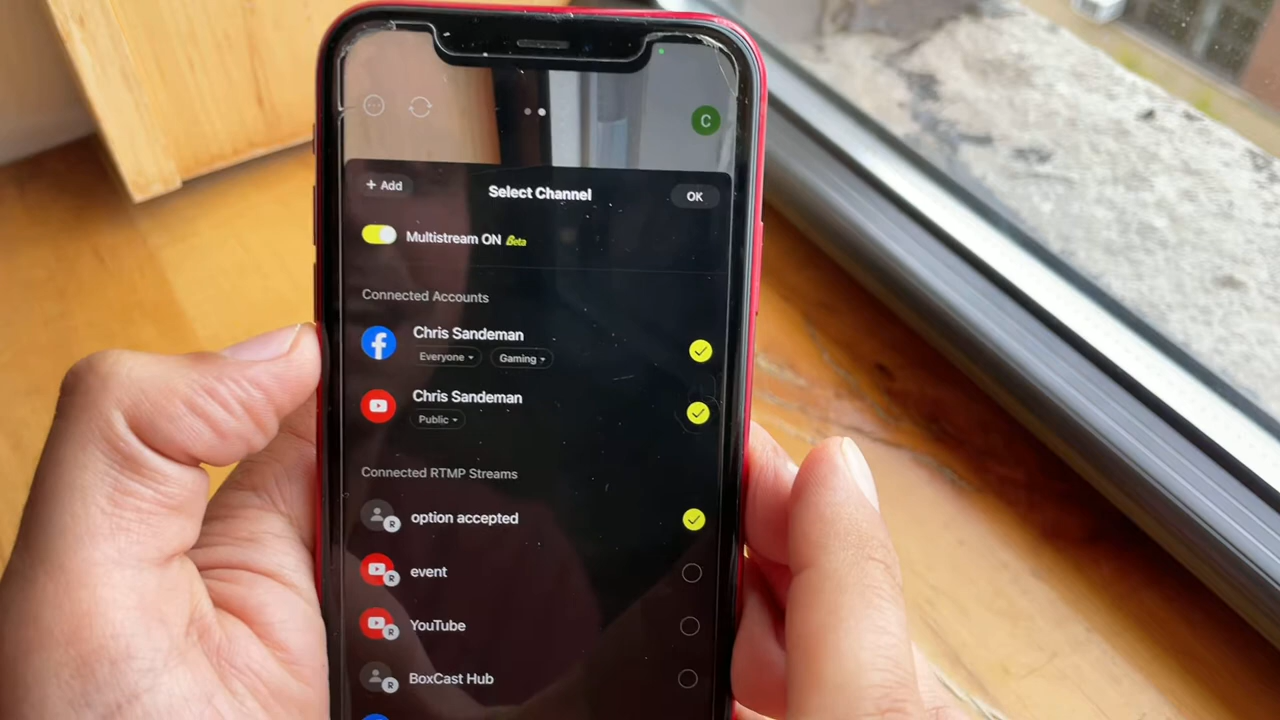 C
+ Add
Select Channel
OK
Multistream ON Beta
Connected Accounts
Chris Sandeman
Everyone
Gaming
Chris Sandeman
Public
Connected RTMP Streams
R
option accepted
R
event
R
YouTube
R
BoxCast Hub